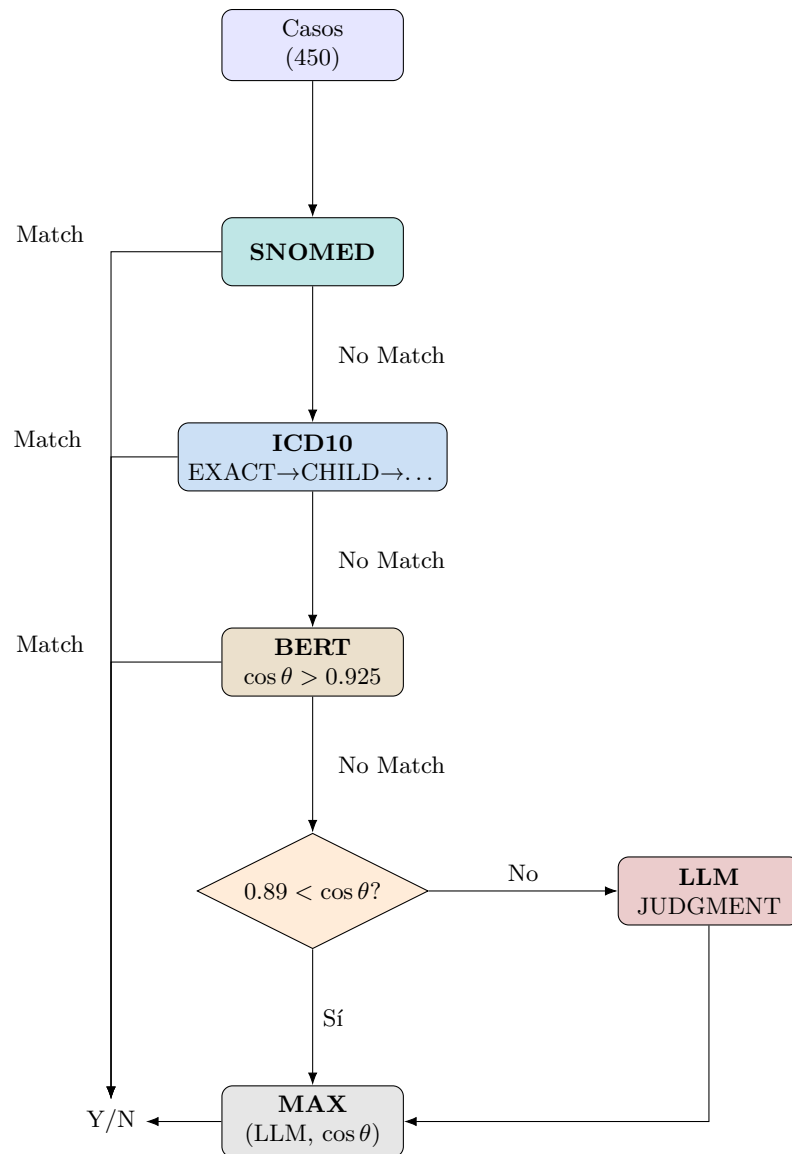 Casos
(450)
Match
SNOMED
No Match
Match
ICD10
EXACT→CHILD→...
No Match
Match
BERT
cos θ > 0.925
No Match
0.89 < cos θ?
No
LLM
JUDGMENT
Sí
Y/N
MAX
(LLM, cos θ)